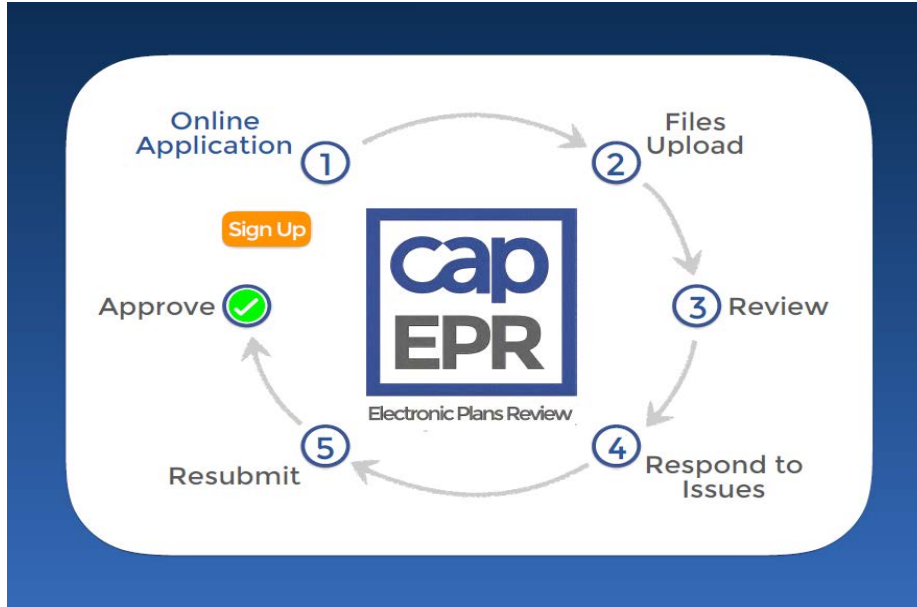 Online
Application
1
2
Files
Upload
Sign Up
cap
EPR
Electronic Plans Review
Approve
3
Review
5
Resubmit
4
Respond to
Issues